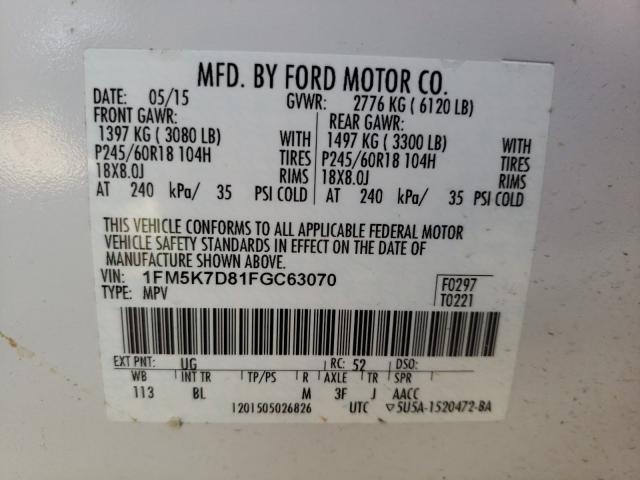 MFD. BY FORD MOTOR CO.
DATE: 05/15 GVWR: 2776 KG ( 6120 LB)
FRONT GAWR: REAR GAWR:
1397 KG ( 3080 LB) WITH 1497 KG ( 3300 LB) WITH
P245/60R18 104H TIRES P245/60R18 104H TIRES
18X8.0J RIMS 18X8.0J RIMS
AT 240 kPa/ 35 PSI COLD AT 240 kPa/ 35 PSI COLD
THIS VEHICLE CONFORMS TO ALL APPLICABLE FEDERAL MOTOR
VEHICLE SAFETY STANDARDS IN EFFECT ON THE DATE OF
MANUFACTURE SHOWN ABOVE.
VIN: 1FM5K7D81FGC63070 F0297
TYPE: MPV T0221
EXT PNT: UG RC: 52 DSO:
WB INT TR TP/PS R AXLE TR SPR
113 BL M 3F J AACC
1201505026826 UTC ▽5U5A-1520472-BA